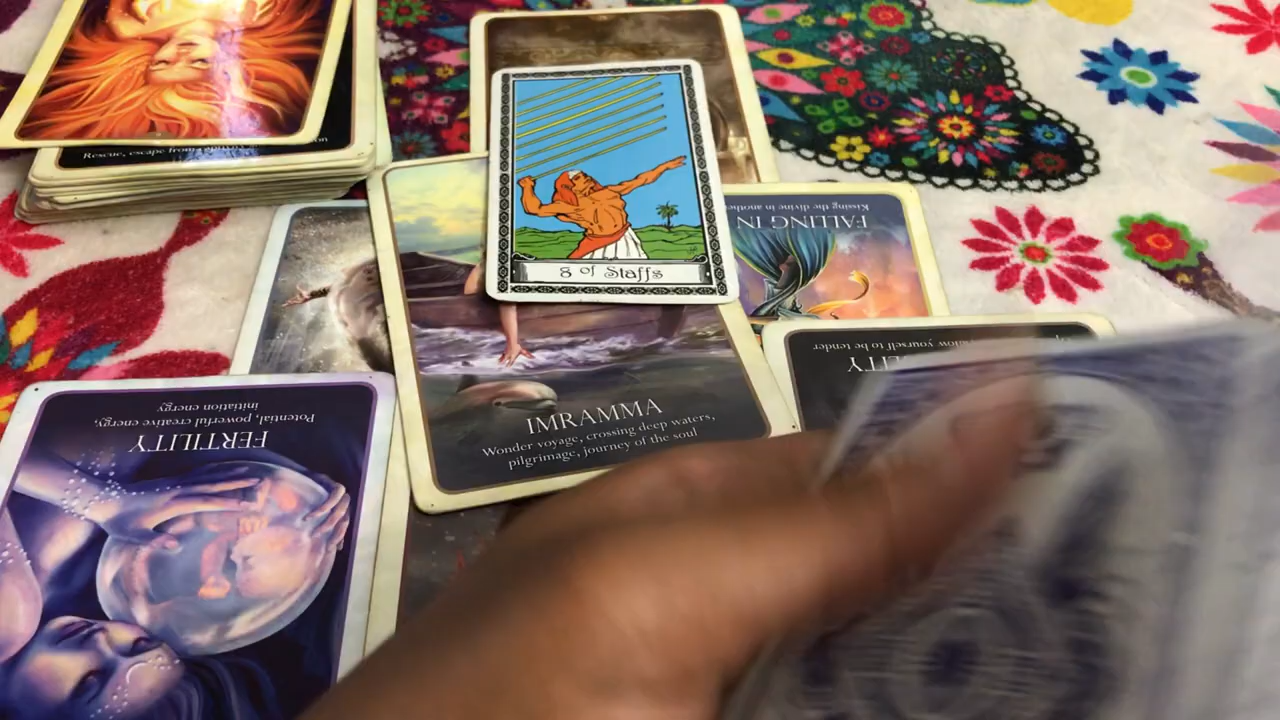 Rescue, escape from
8 of Staffs
FALLING IN
Kissing the divine in another
allow yourself to be tender
IMRAMMA
Wonder voyage, crossing deep waters,
pilgrimage, journey of the soul
FERTILITY
Potential, powerful creative energy,
initiation energy